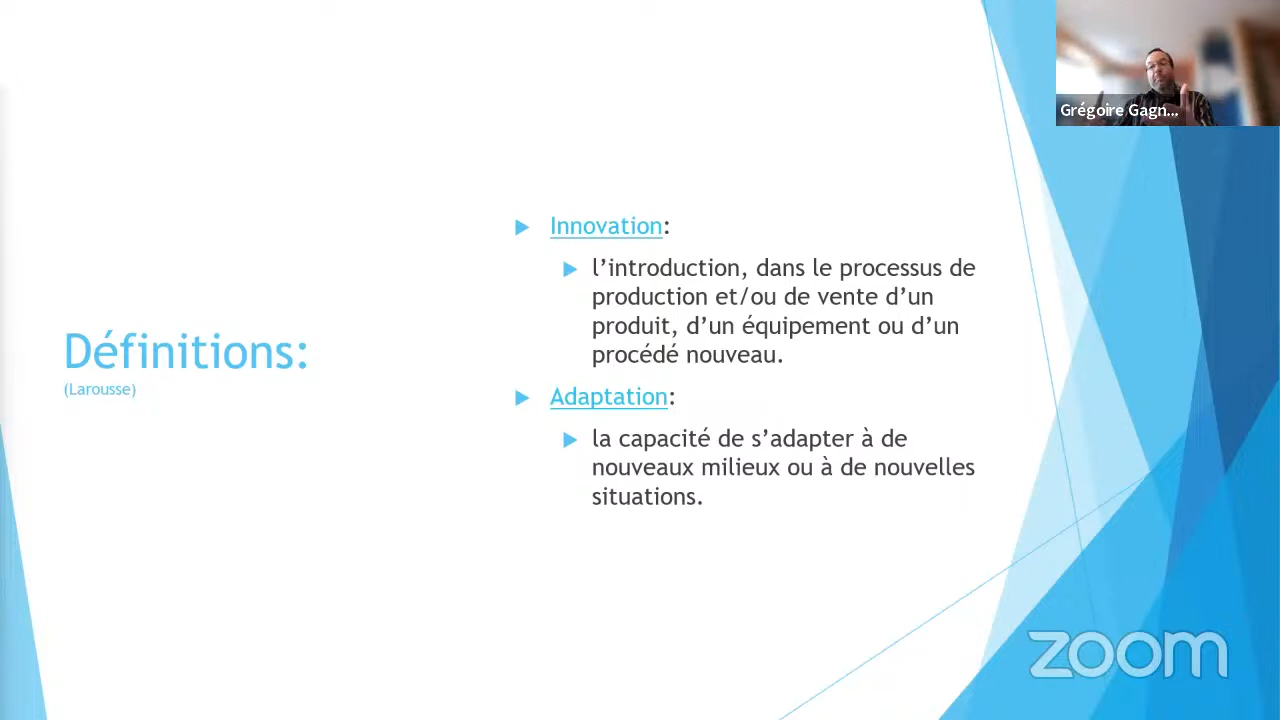 Grégoire Gagn...
Définitions:
(Larousse)
Innovation:
l’introduction, dans le processus de
production et/ou de vente d’un
produit, d’un équipement ou d’un
procédé nouveau.
Adaptation:
la capacité de s’adapter à de
nouveaux milieux ou à de nouvelles
situations.
zoom